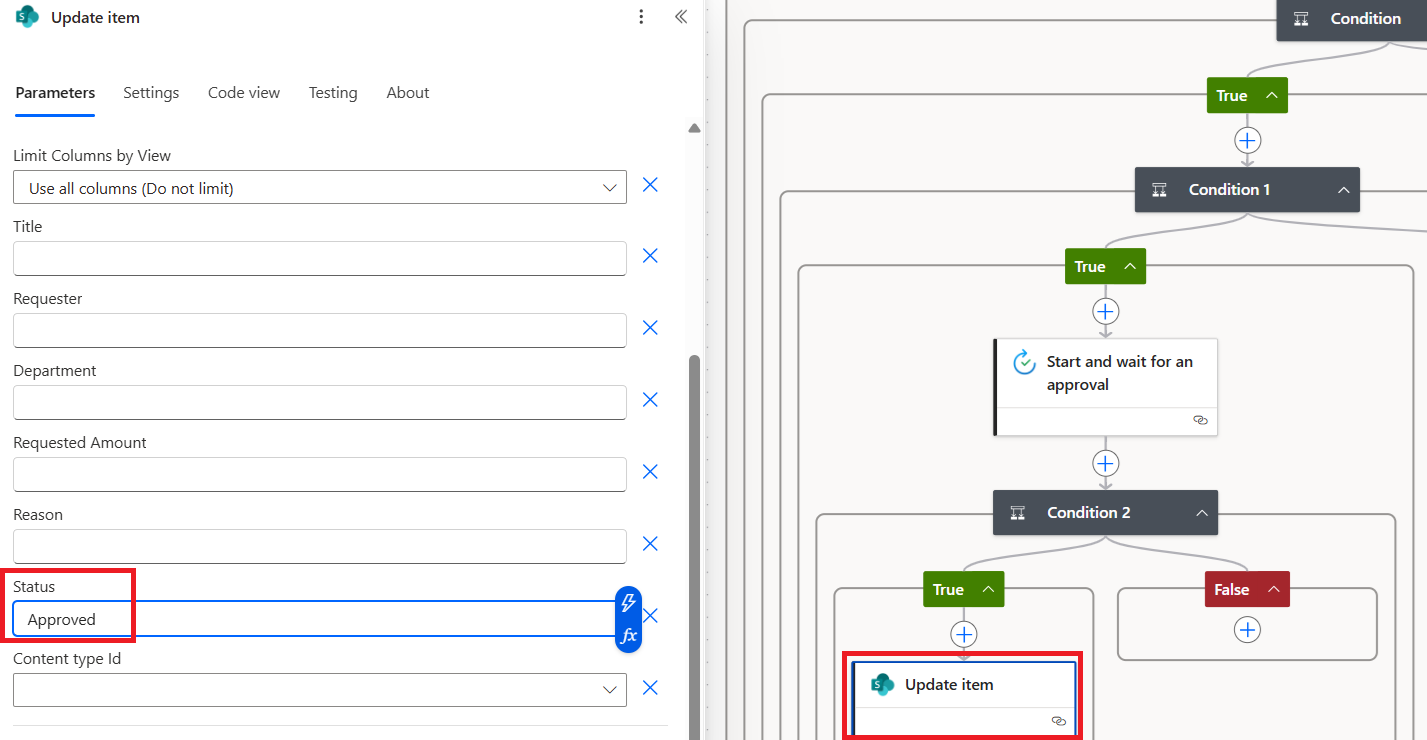 Update item
Parameters Settings Code view Testing About
Limit Columns by View
Use all columns (Do not limit)
Title
Requester
Department
Requested Amount
Reason
Status
Approved
fx
Content type Id
Condition
True
Condition 1
True
Start and wait for an
approval
Condition 2
True
False
Update item